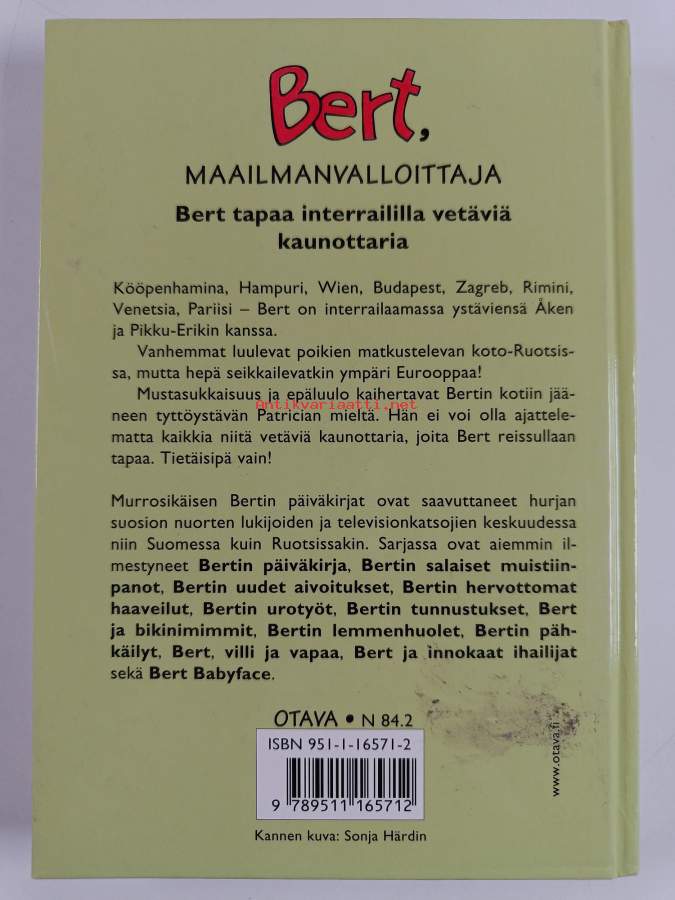 Bert,
MAAILMANVALLOITTAJA
Bert tapaa interraililla vetäviä
kaunottaria
Kööpenhamina, Hampuri, Wien, Budapest, Zagreb, Rimini,
Venetsia, Pariisi – Bert on interrailaamassa ystäviensä Åken
ja Pikku-Erikin kanssa.
Vanhemmat luulevat poikien matkustelevan koto-Ruotsis-
sa, mutta hepä seikkailevatkin ympäri Eurooppaa!
Mustasukkaisuus ja epäluulo kaihertavat Bertin kotiin jää-
Antikvariaatti.net
neen tyttöystävän Patrician mieltä. Hän ei voi olla ajattele-
matta kaikkia niitä vetäviä kaunottaria, joita Bert reissullaan
tapaa. Tietäisipä vain!
Murrosikäisen Bertin päiväkirjat ovat saavuttaneet hurjan
suosion nuorten lukijoiden ja televisionkatsojien keskuudessa
niin Suomessa kuin Ruotsissakin. Sarjassa ovat aiemmin il-
mestyneet Bertin päiväkirja, Bertin salaiset muistiin-
panot, Bertin uudet aivoitukset, Bertin hervottomat
haaveilut, Bertin urotyöt, Bertin tunnustukset, Bert
ja bikinimimmit, Bertin lemmenhuolet, Bertin päh-
käilyt, Bert, villi ja vapaa, Bert ja innokaat ihailijat
sekä Bert Babyface.
OTAVA • N 84.2
ISBN 951-1-16571-2
9 789511 165712
Kannen kuva: Sonja Härdin
www.otava.fi